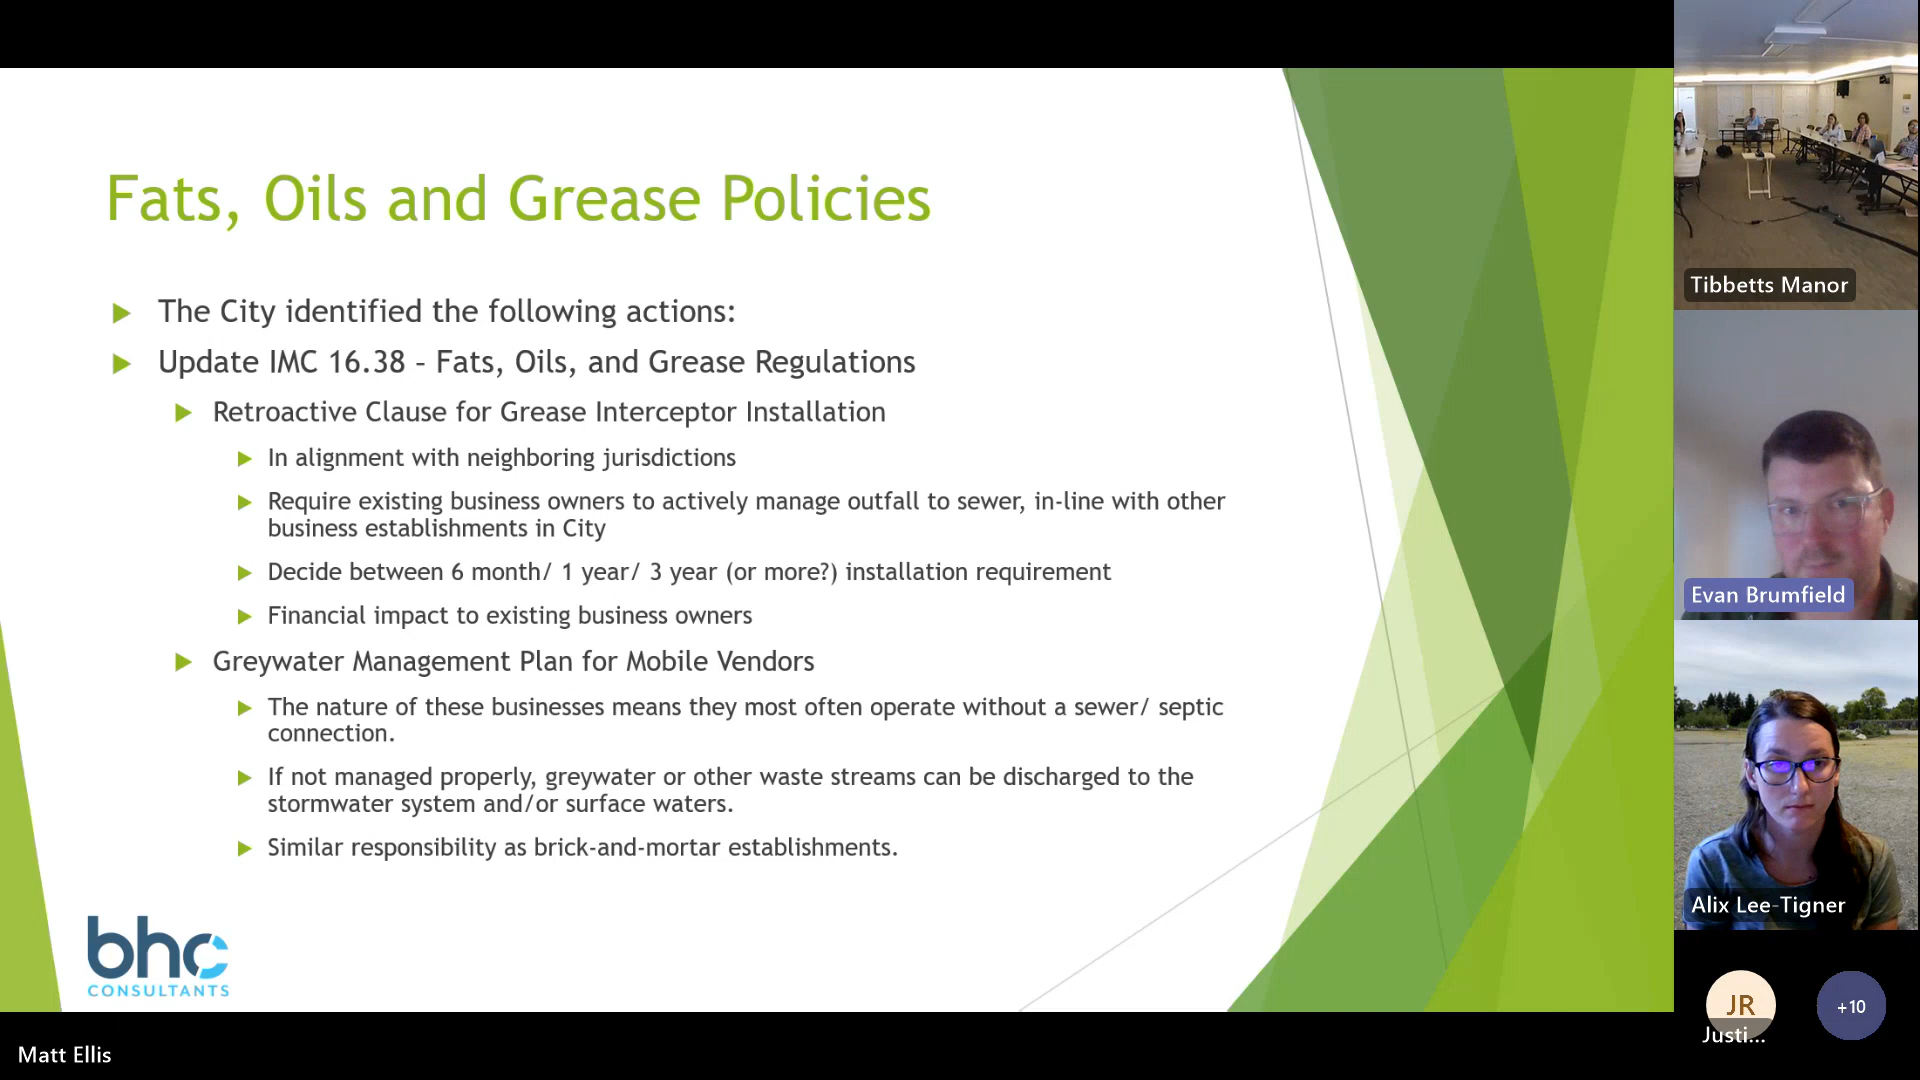 Fats, Oils and Grease Policies
The City identified the following actions:
Update IMC 16.38 – Fats, Oils, and Grease Regulations
Retroactive Clause for Grease Interceptor Installation
In alignment with neighboring jurisdictions
Require existing business owners to actively manage outfall to sewer, in-line with other
business establishments in City
Decide between 6 month/ 1 year/ 3 year (or more?) installation requirement
Financial impact to existing business owners
Greywater Management Plan for Mobile Vendors
The nature of these businesses means they most often operate without a sewer/ septic
connection.
If not managed properly, greywater or other waste streams can be discharged to the
stormwater system and/or surface waters.
Similar responsibility as brick-and-mortar establishments.
bhc
CONSULTANTS
Matt Ellis
Tibbetts Manor
Evan Brumfield
Alix Lee-Tigner
JR
Justi...
+10